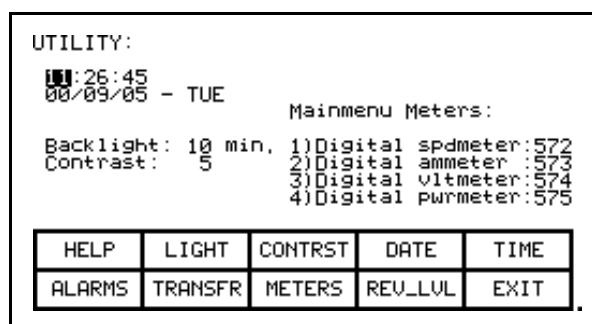 UTILITY:
11:26:45
00/09/05 - TUE
Mainmenu Meters:
Backlight: 10 min. 1)Digital spdmeter:572
Contrast: 5 2)Digital ammeter :573
3)Digital vltmeter:574
4)Digital pwrmeter:575
HELP LIGHT CONTRST DATE TIME
ALARMS TRANSFR METERS REV_LVL EXIT
.